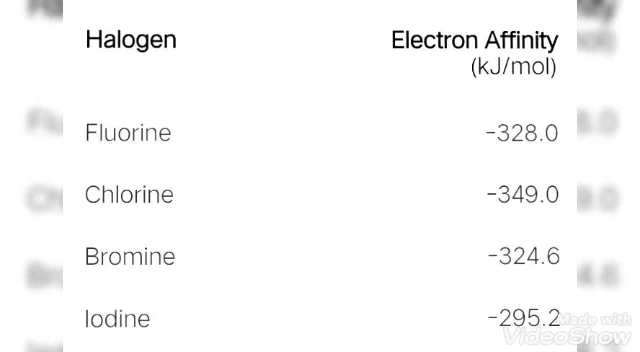 Halogen Electron Affinity
(kJ/mol)
Fluorine -328.0
Chlorine -349.0
Bromine -324.6
Iodine -295.2
Made with
VideoShow